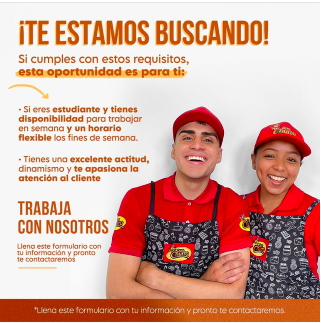 ¡TE ESTAMOS BUSCANDO!
Si cumples con estos requisitos,
esta oportunidad es para ti:
• Si eres estudiante y tienes
disponibilidad para trabajar
en semana y un horario
flexible los fines de semana.
• Tienes una excelente actitud,
dinamismo y te apasiona la
atención al cliente
TRABAJA
CON NOSOTROS
Llena este formulario con
tu información y pronto
te contactaremos
*Llena este formulario con tu información y pronto te contactaremos.